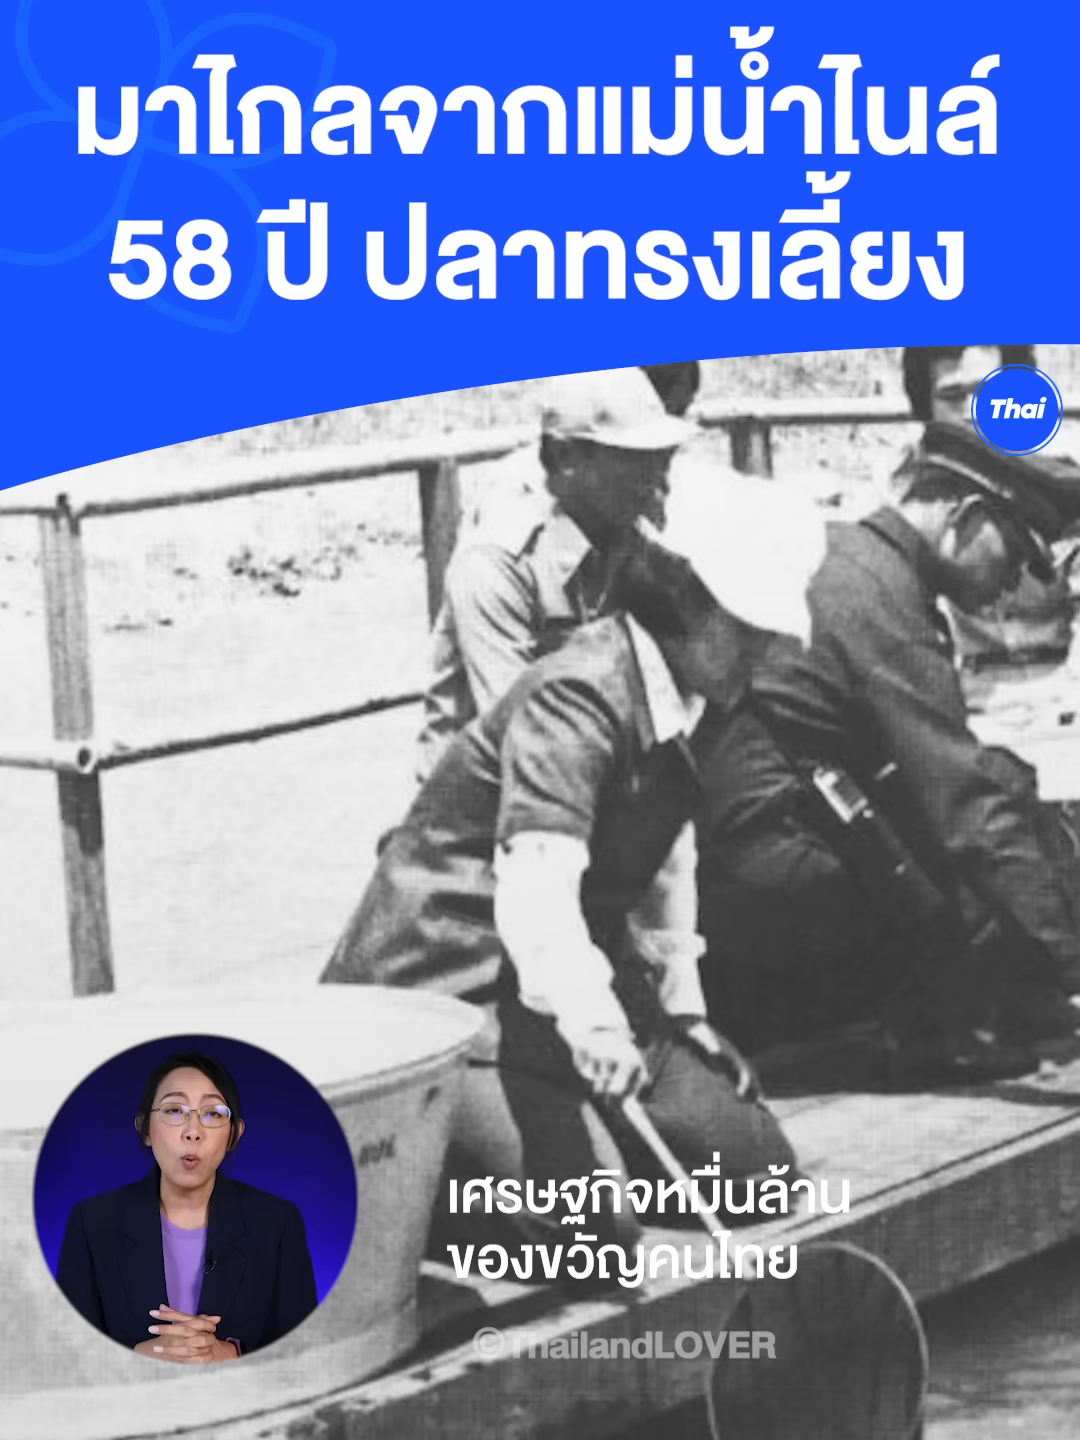 มาไกลจากแม่น้ำไนล์
58 ปี ปลาทรงเลี้ยง
Thai
เศรษฐกิจหมื่นล้าน
ของขวัญคนไทย
©ThailandLOVER